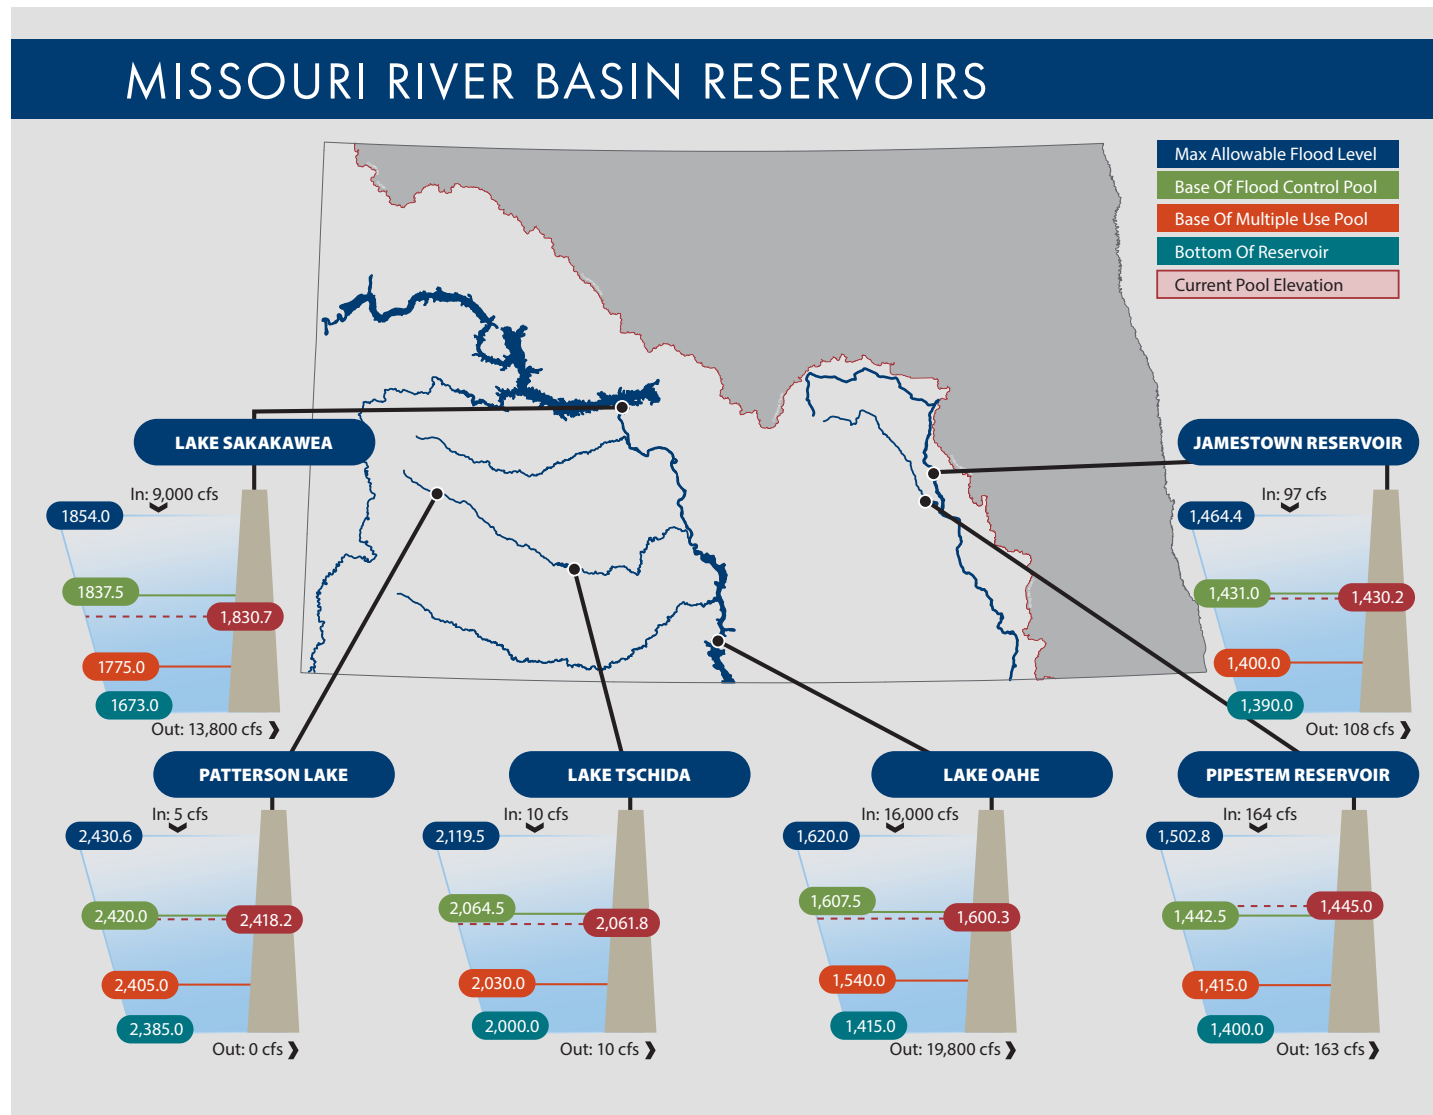 MISSOURI RIVER BASIN RESERVOIRS
Max Allowable Flood Level
Base Of Flood Control Pool
Base Of Multiple Use Pool
Bottom Of Reservoir
Current Pool Elevation
LAKE SAKAKAWEA
In: 9,000 cfs
1854.0
1837.5
1,830.7
1775.0
1673.0
Out: 13,800 cfs
JAMESTOWN RESERVOIR
In: 97 cfs
1,464.4
1,431.0
1,430.2
1,400.0
1,390.0
Out: 108 cfs
PATTERSON LAKE
In: 5 cfs
2,430.6
2,420.0
2,418.2
2,405.0
2,385.0
Out: 0 cfs
LAKE TSCHIDA
In: 10 cfs
2,119.5
2,064.5
2,061.8
2,030.0
2,000.0
Out: 10 cfs
LAKE OAHE
In: 16,000 cfs
1,620.0
1,607.5
1,600.3
1,540.0
1,415.0
Out: 19,800 cfs
PIPESTEM RESERVOIR
In: 164 cfs
1,502.8
1,445.0
1,442.5
1,415.0
1,400.0
Out: 163 cfs